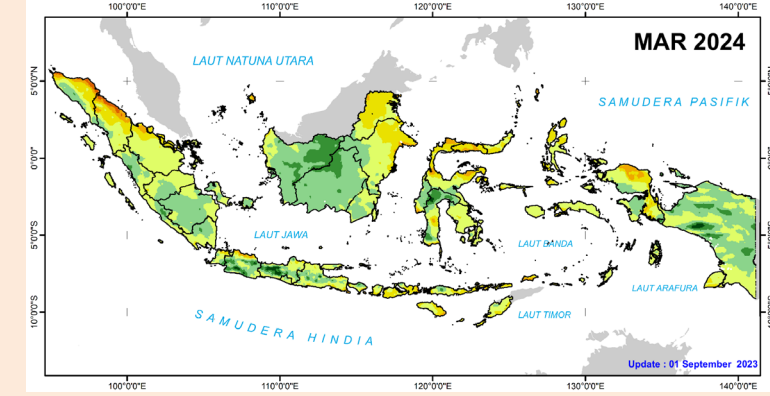 100°0'0"E 110°0'0"E 120°0'0"E 130°0'0"E 140°0'0"E
MAR 2024
LAUT NATUNA UTARA
5°0'0"N
SAMUDERA PASIFIK
0°0'0"
LAUT JAWA
5°0'0"S
LAUT BANDA
LAUT ARAFURA
10°0'0"S
SAMUDERA HINDIA
LAUT TIMOR
Update : 01 September 2023
100°0'0"E 110°0'0"E 120°0'0"E 130°0'0"E 140°0'0"E